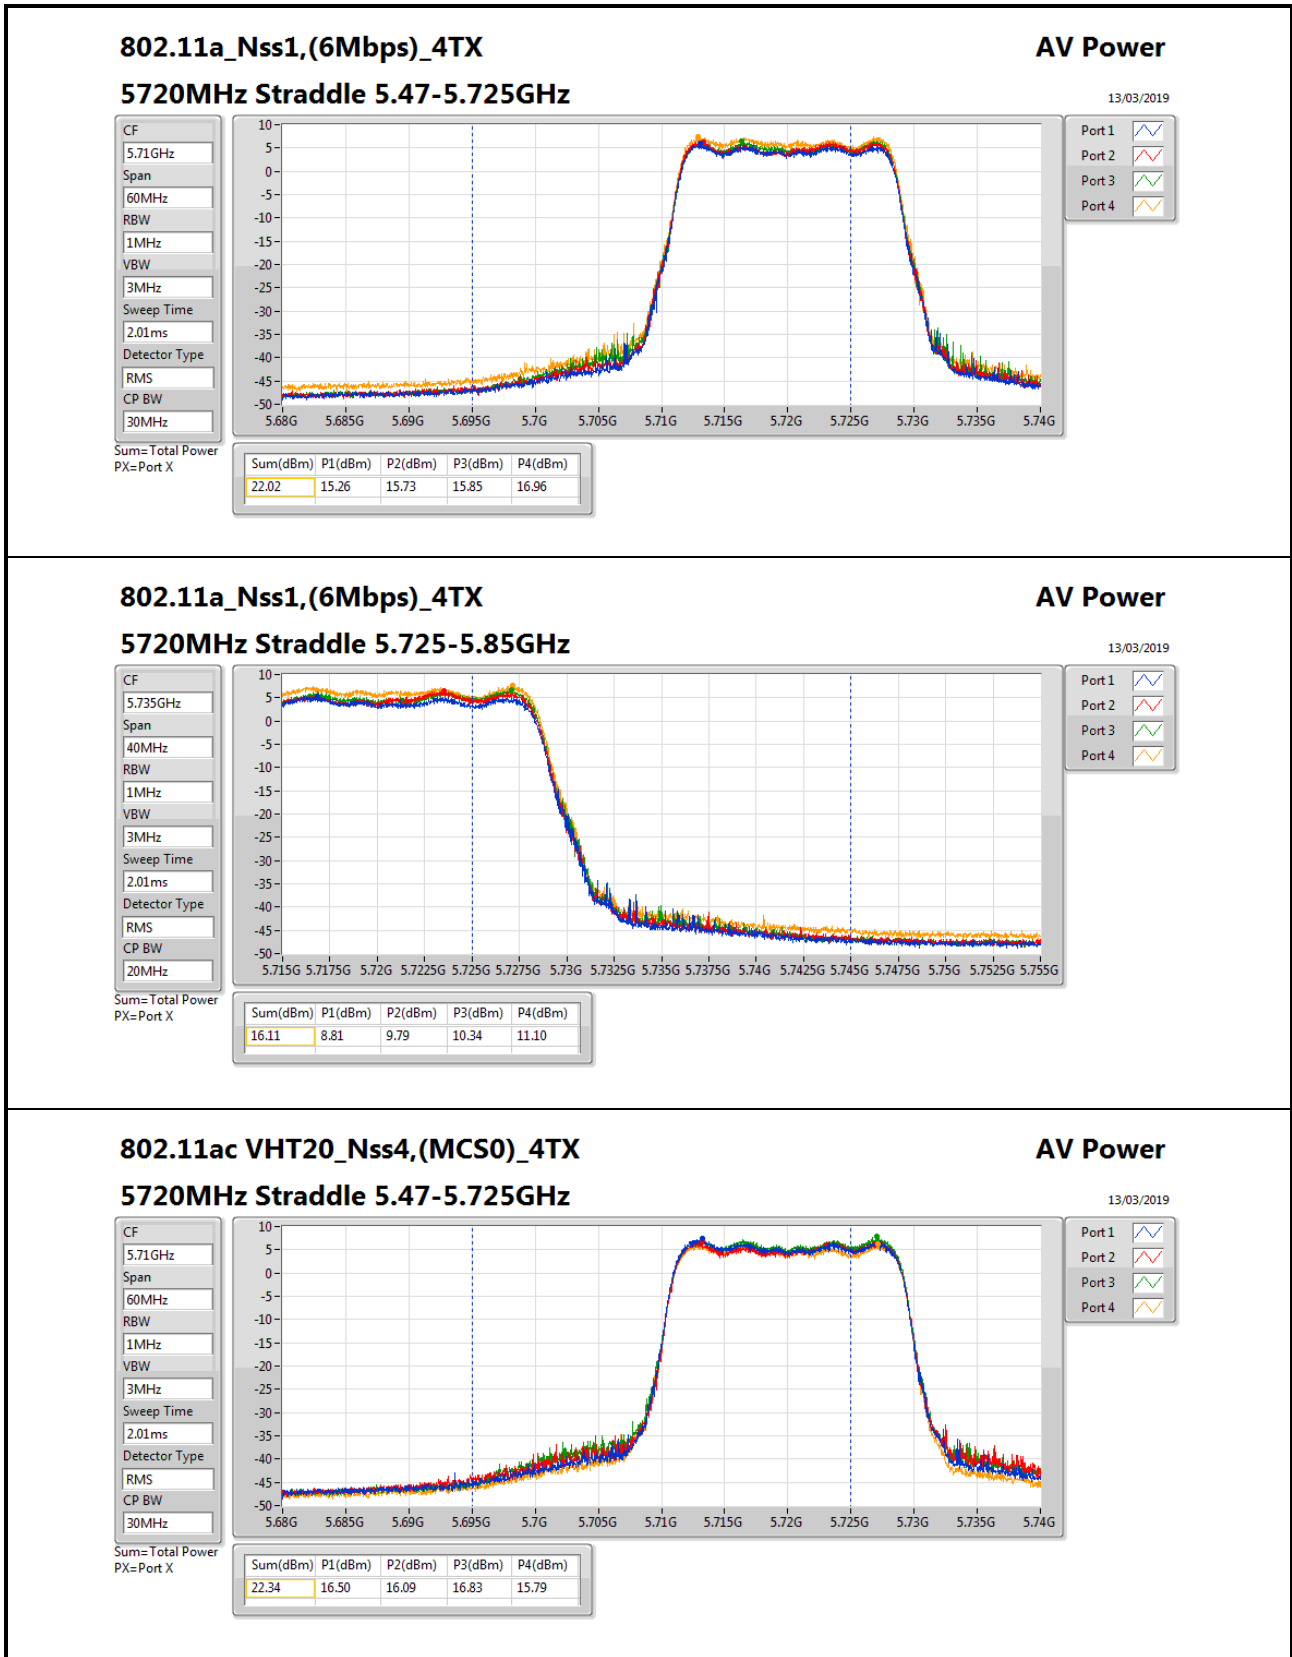 802.11a_Nss1,(6Mbps)_4TX
AV Power
5720MHz Straddle 5.47-5.725GHz
13/03/2019
CF
5.71GHz
Span
60MHz
RBW
1MHz
VBW
3MHz
Sweep Time
2.01ms
Detector Type
RMS
CP BW
30MHz
Sum=Total Power
PX=Port X
10
5
0
-5
-10
-15
-20
-25
-30
-35
-40
-45
-50
5.68G 5.685G 5.69G 5.695G 5.7G 5.705G 5.71G 5.715G 5.72G 5.725G 5.73G 5.735G 5.74G
Port 1
Port 2
Port 3
Port 4
Sum(dBm) P1(dBm) P2(dBm) P3(dBm) P4(dBm)
22.02 15.26 15.73 15.85 16.96
802.11a_Nss1,(6Mbps)_4TX
AV Power
5720MHz Straddle 5.725-5.85GHz
13/03/2019
CF
5.735GHz
Span
40MHz
RBW
1MHz
VBW
3MHz
Sweep Time
2.01ms
Detector Type
RMS
CP BW
20MHz
Sum=Total Power
PX=Port X
10
5
0
-5
-10
-15
-20
-25
-30
-35
-40
-45
-50
5.715G 5.7175G 5.72G 5.7225G 5.725G 5.7275G 5.73G 5.7325G 5.735G 5.7375G 5.74G 5.7425G 5.745G 5.7475G 5.75G 5.7525G 5.755G
Port 1
Port 2
Port 3
Port 4
Sum(dBm) P1(dBm) P2(dBm) P3(dBm) P4(dBm)
16.11 8.81 9.79 10.34 11.10
802.11ac VHT20_Nss4,(MCS0)_4TX
AV Power
5720MHz Straddle 5.47-5.725GHz
13/03/2019
CF
5.71GHz
Span
60MHz
RBW
1MHz
VBW
3MHz
Sweep Time
2.01ms
Detector Type
RMS
CP BW
30MHz
Sum=Total Power
PX=Port X
10
5
0
-5
-10
-15
-20
-25
-30
-35
-40
-45
-50
5.68G 5.685G 5.69G 5.695G 5.7G 5.705G 5.71G 5.715G 5.72G 5.725G 5.73G 5.735G 5.74G
Port 1
Port 2
Port 3
Port 4
Sum(dBm) P1(dBm) P2(dBm) P3(dBm) P4(dBm)
22.34 16.50 16.09 16.83 15.79